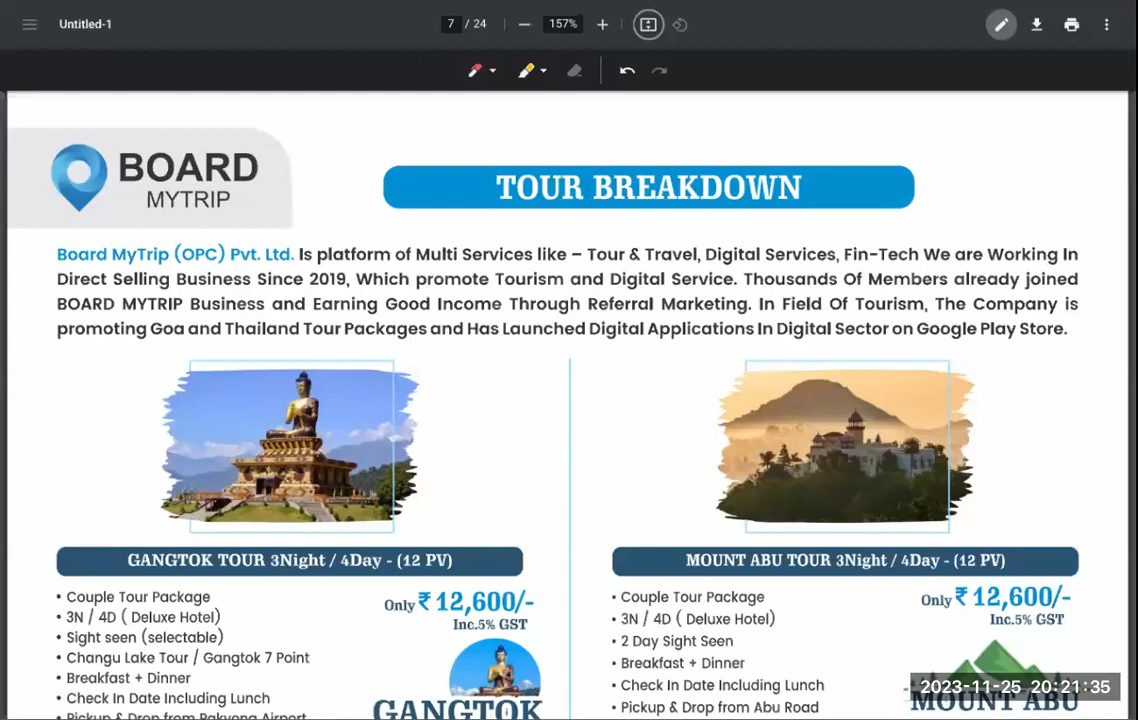 Untitled-1
7 / 24
157%
BOARD
MYTRIP
TOUR BREAKDOWN
Board MyTrip (OPC) Pvt. Ltd. Is platform of Multi Services like – Tour & Travel, Digital Services, Fin-Tech We are Working In
Direct Selling Business Since 2019, Which promote Tourism and Digital Service. Thousands Of Members already joined
BOARD MYTRIP Business and Earning Good Income Through Referral Marketing. In Field Of Tourism, The Company is
promoting Goa and Thailand Tour Packages and Has Launched Digital Applications In Digital Sector on Google Play Store.
GANGTOK TOUR 3Night / 4Day - (12 PV)
• Couple Tour Package
• 3N / 4D ( Deluxe Hotel)
• Sight seen (selectable)
• Changu Lake Tour / Gangtok 7 Point
• Breakfast + Dinner
• Check In Date Including Lunch
• Pickup & Drop from Pakyong Airport
Only ₹ 12,600/-
Inc.5% GST
GANGTOK
MOUNT ABU TOUR 3Night / 4Day - (12 PV)
• Couple Tour Package
• 3N / 4D ( Deluxe Hotel)
• 2 Day Sight Seen
• Breakfast + Dinner
• Check In Date Including Lunch
• Pickup & Drop from Abu Road
Only ₹ 12,600/-
Inc.5% GST
MOUNT ABU
2023-11-25 20:21:35